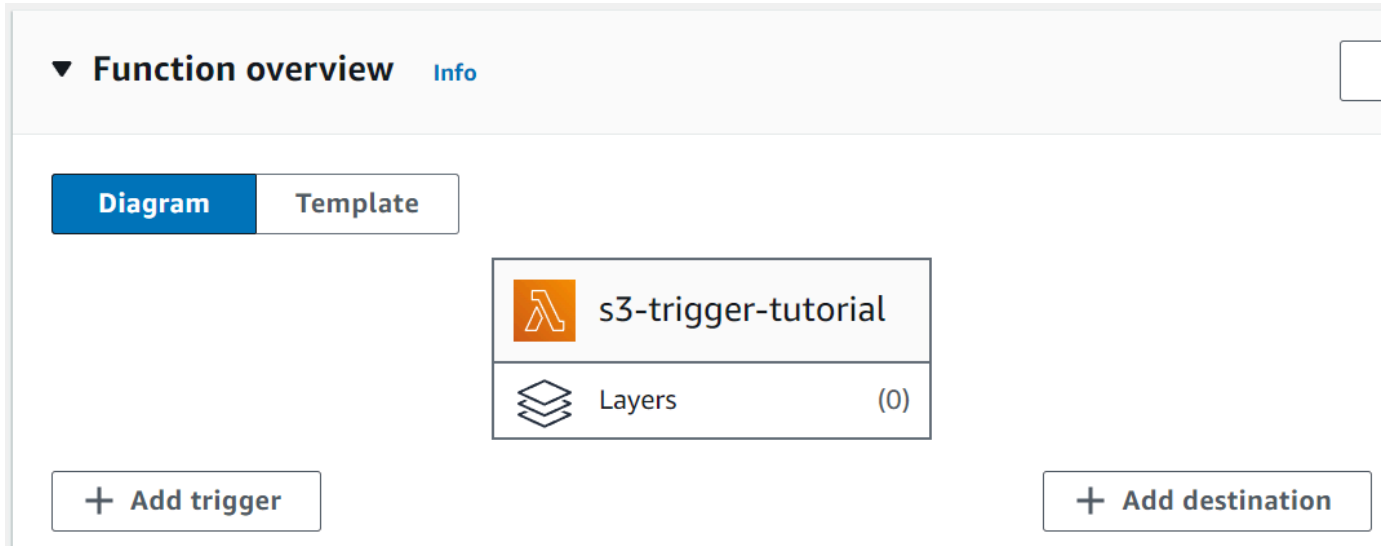 Function overview Info
Diagram Template
s3-trigger-tutorial
Layers (0)
+ Add trigger + Add destination